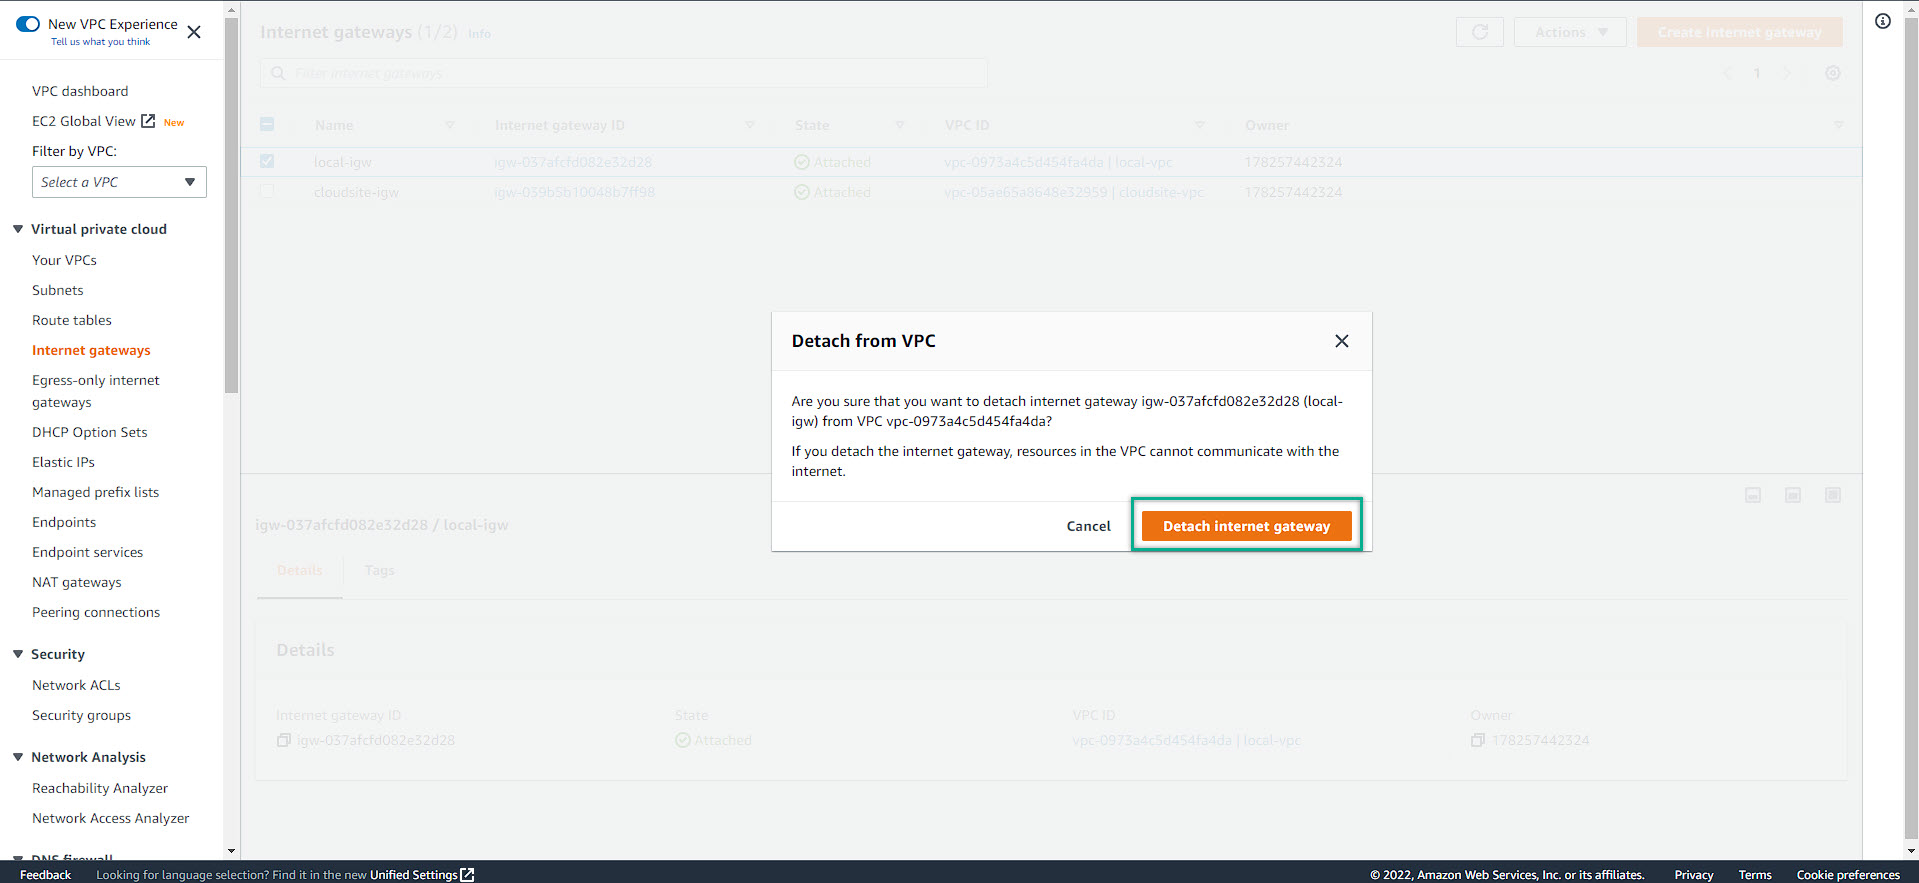 New VPC Experience
Tell us what you think
VPC dashboard
EC2 Global View New
Filter by VPC:
Select a VPC
Virtual private cloud
Your VPCs
Subnets
Route tables
Internet gateways
Egress-only internet
gateways
DHCP Option Sets
Elastic IPs
Managed prefix lists
Endpoints
Endpoint services
NAT gateways
Peering connections
Security
Network ACLs
Security groups
Network Analysis
Reachability Analyzer
Network Access Analyzer
DNS firewall
Internet gateways (1/2) Info
Actions
Create internet gateway
Filter internet gateways
1
Name Internet gateway ID State VPC ID Owner
local-igw igw-037afcfd082e32d28 Attached vpc-0973a4c5d454fa4da | local-vpc 178257442324
cloudsite-igw igw-039b5b10048b7ff98 Attached vpc-05ae65a8648e32959 | cloudsite-vpc 178257442324
Detach from VPC
Are you sure that you want to detach internet gateway igw-037afcfd082e32d28 (local-
igw) from VPC vpc-0973a4c5d454fa4da?
If you detach the internet gateway, resources in the VPC cannot communicate with the
internet.
Cancel Detach internet gateway
igw-037afcfd082e32d28 / local-igw
Details Tags
Details
Internet gateway ID State VPC ID Owner
igw-037afcfd082e32d28 Attached vpc-0973a4c5d454fa4da | local-vpc 178257442324
Feedback Looking for language selection? Find it in the new Unified Settings © 2022, Amazon Web Services, Inc. or its affiliates. Privacy Terms Cookie preferences